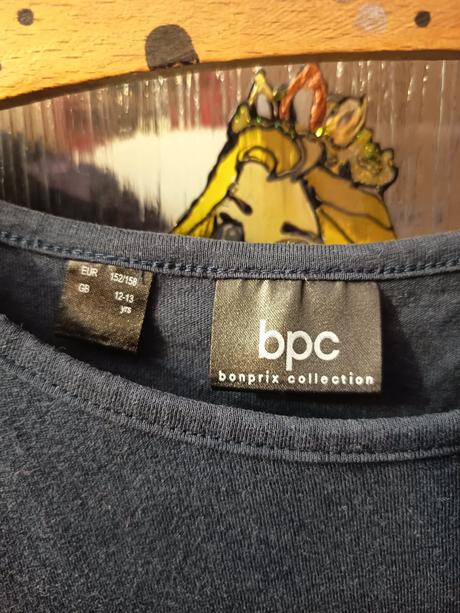 EUR 152/158
GB 12-13
yrs
bpc
bonprix collection